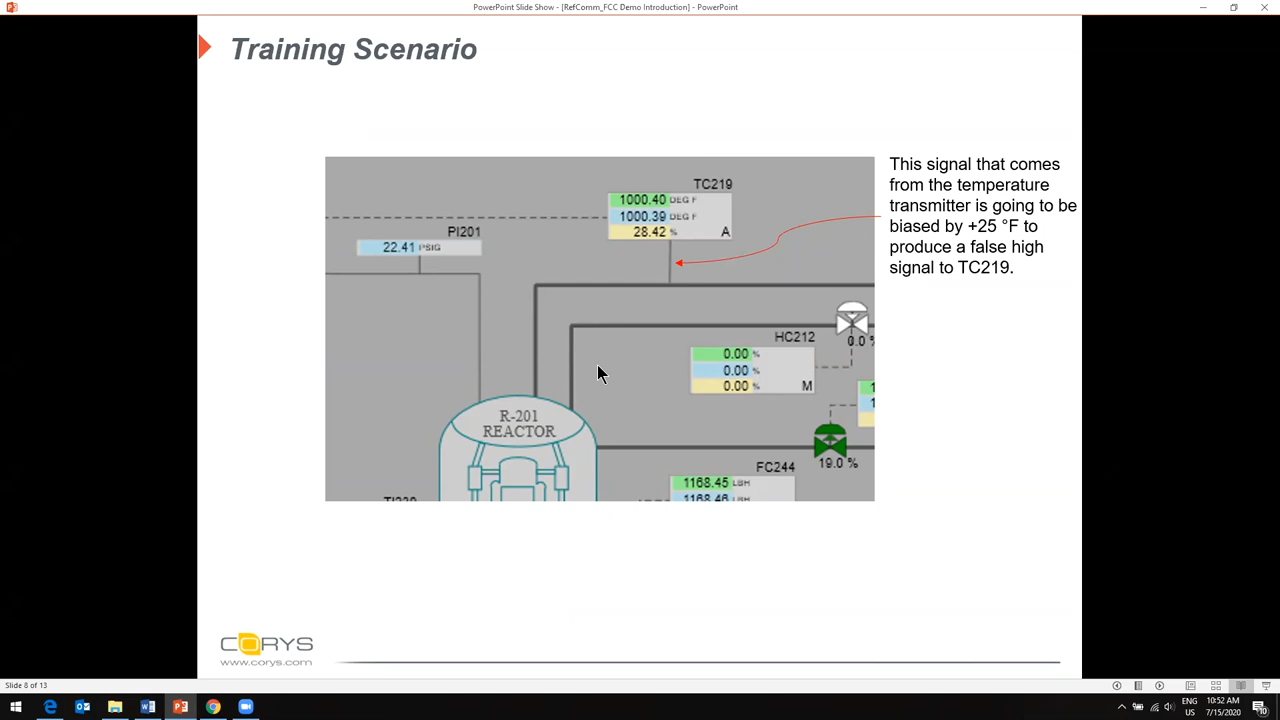 PowerPoint Slide Show - [RefComm_FCC Demo Introduction] - PowerPoint
Training Scenario
This signal that comes
from the temperature
transmitter is going to be
biased by +25 °F to
produce a false high
signal to TC219.
TC219
1000.40 DEG F
1000.39 DEG F
28.42 % A
PI201
22.41 PSIG
HC212
0.00 %
0.00 %
0.00 % M
0.0 %
R-201
REACTOR
19.0 %
FC244
1168.45 LBH
1168.46 LBH
CORYS
www.corys.com
Slide 8 of 13
ENG
US
10:52 AM
7/15/2020
10